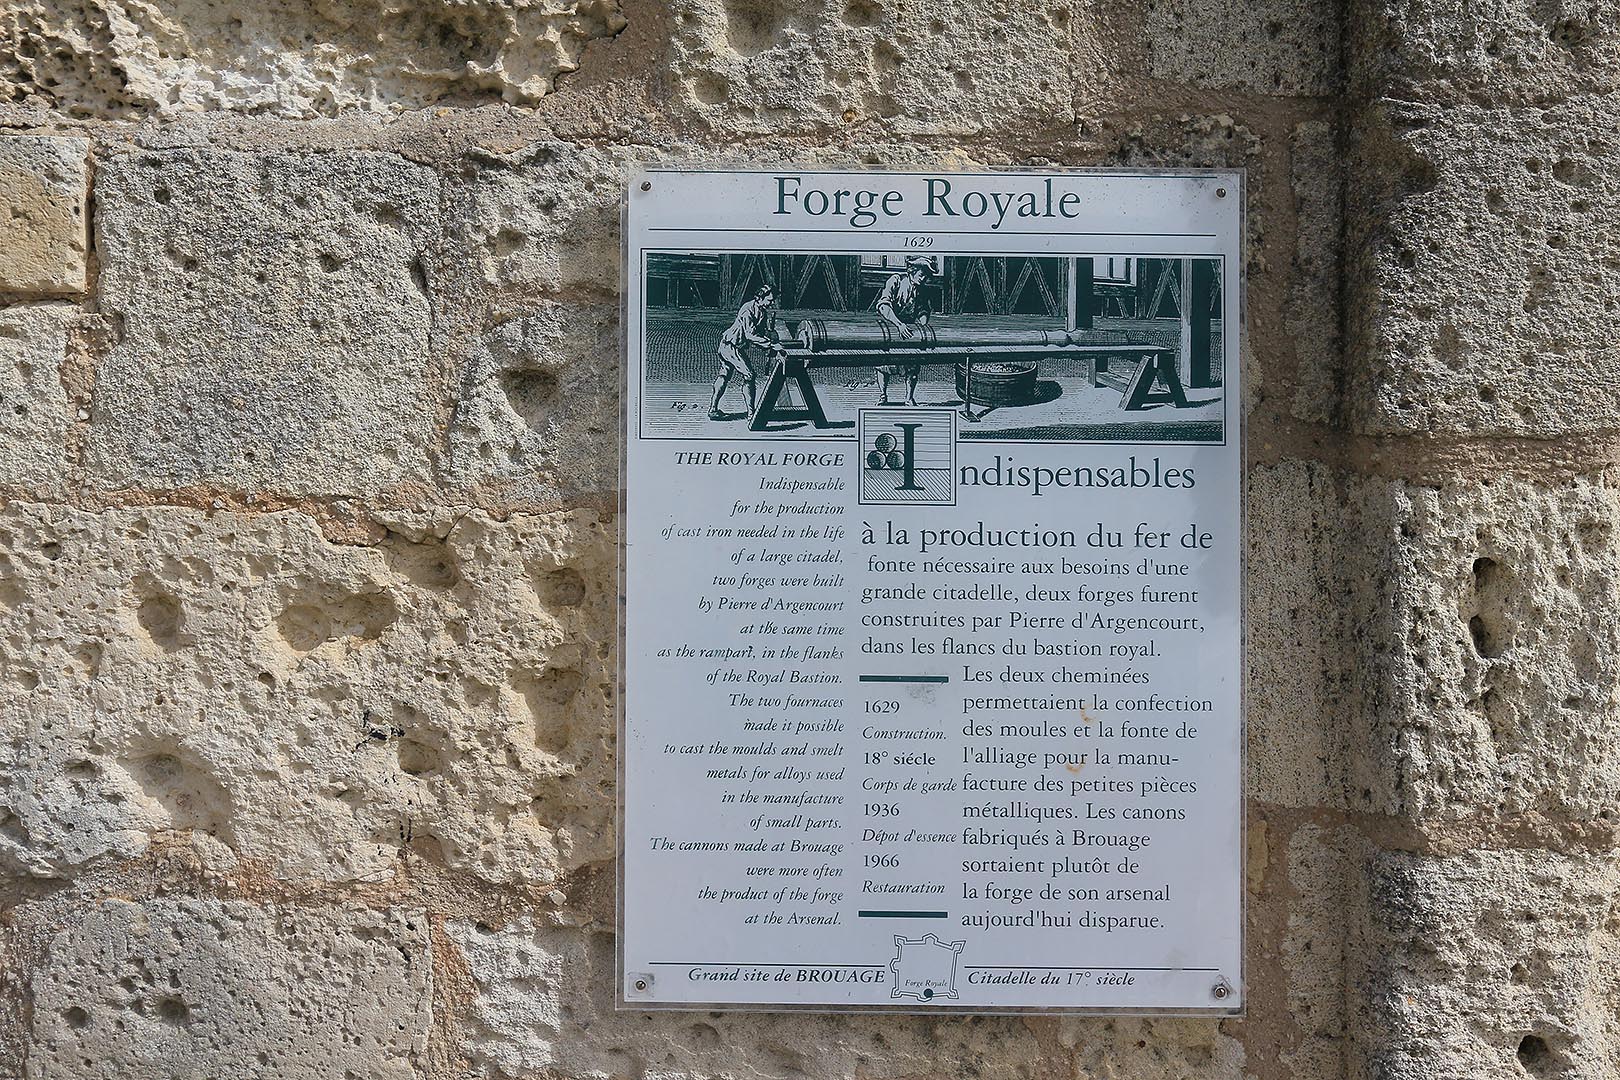 Forge Royale
1629
Fig. 2.
THE ROYAL FORGE
Indispensable
for the production
of cast iron needed in the life
of a large citadel,
two forges were built
by Pierre d'Argencourt
at the same time
as the rampart, in the flanks
of the Royal Bastion.
The two fournaces
made it possible
to cast the moulds and smelt
metals for alloys used
in the manufacture
of small parts.
The cannons made at Brouage
were more often
the product of the forge
at the Arsenal.
Indispensables
à la production du fer de
fonte nécessaire aux besoins d'une
grande citadelle, deux forges furent
construites par Pierre d'Argencourt,
dans les flancs du bastion royal.
Les deux cheminées
permettaient la confection
des moules et la fonte de
l'alliage pour la manu-
facture des petites pièces
métalliques. Les canons
fabriqués à Brouage
sortaient plutôt de
la forge de son arsenal
aujourd'hui disparue.
1629
Construction.
18° siécle
Corps de garde
1936
Dépot d'essence
1966
Restauration
Grand site de BROUAGE
Forge Royale
Citadelle du 17° siècle